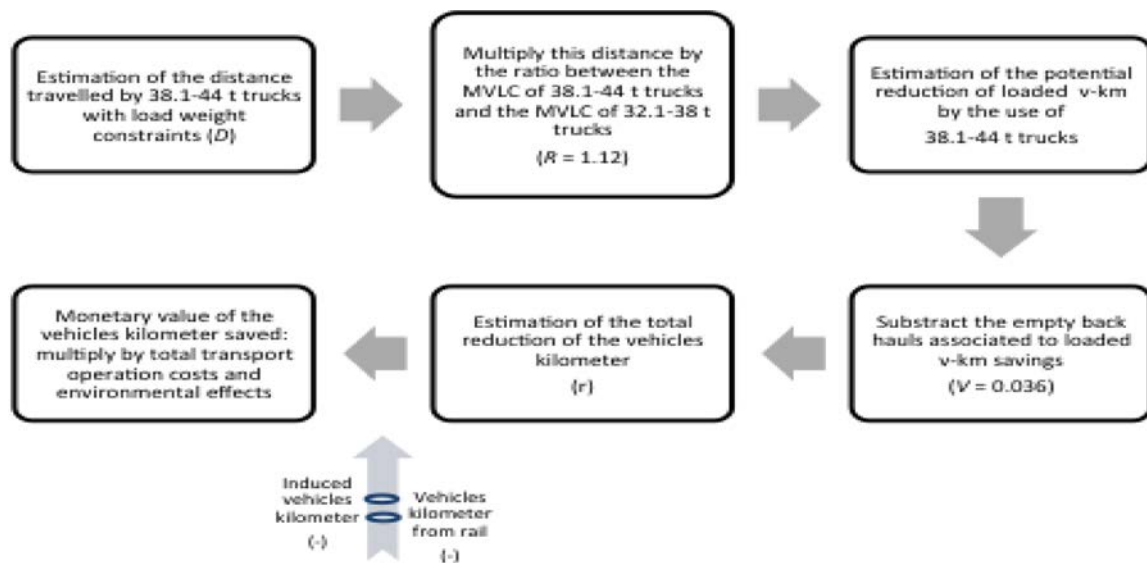 Estimation of the distance
travelled by 38.1-44 t trucks
with load weight
constraints (D)
Multiply this distance by
the ratio between the
MVLC of 38.1-44 t trucks
and the MVLC of 32.1-38 t
trucks
(R = 1.12)
Estimation of the potential
reduction of loaded v-km
by the use of
38.1-44 t trucks
Substract the empty back
hauls associated to loaded
v-km savings
(V = 0.036)
Estimation of the total
reduction of the vehicles
kilometer
(r)
Monetary value of the
vehicles kilometer saved:
multiply by total transport
operation costs and
environmental effects
Induced
vehicles
kilometer
(-)
Vehicles
kilometer
from rail
(-)